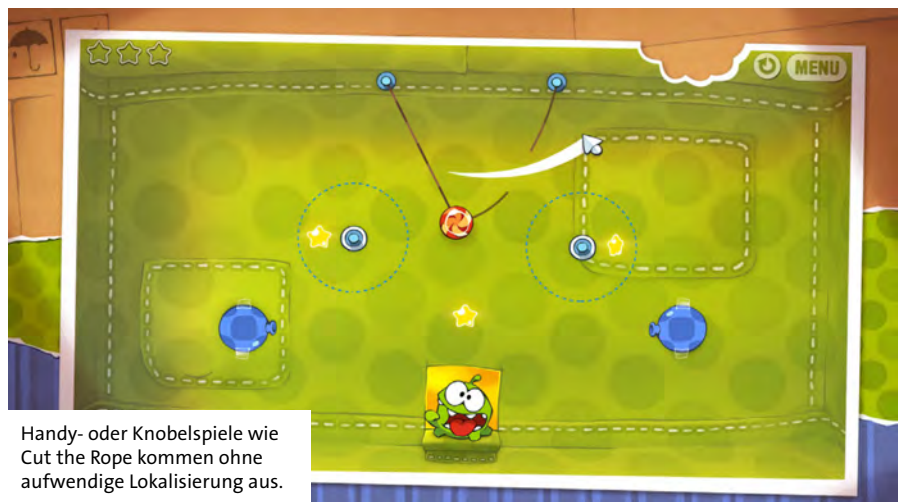 MENU
Handy- oder Knobelspiele wie
Cut the Rope kommen ohne
aufwendige Lokalisierung aus.